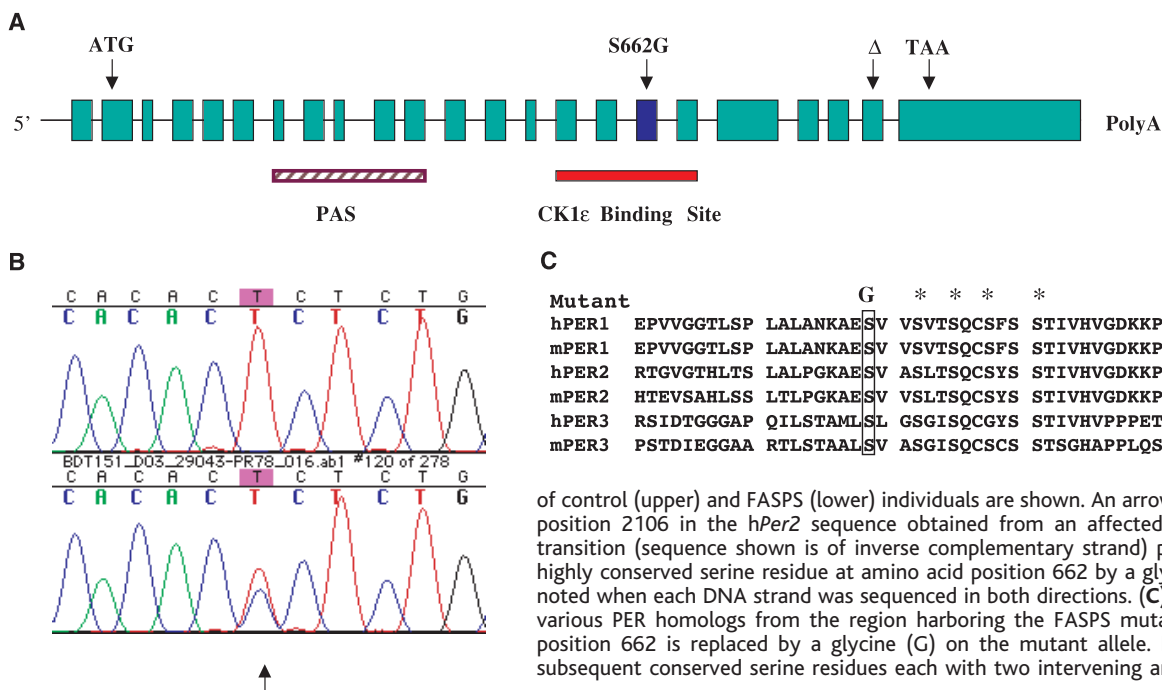 A
ATG
S662G
Δ
TAA
5'
PolyA
PAS
CK1ε Binding Site
B
C A C A C T C T C T G
C A C A C T C T C T G
BDT151_D03_29043-PR78_016.ab1 #120 of 278
C A C A C T C T C T G
C A C A C T C T C T G
C
Mutant G * * * *
hPER1 EPVVGGTLSP LALANKAESV VSVTSQCSFS STIVHVGDKKP
mPER1 EPVVGGTLSP LALANKAESV VSVTSQCSFS STIVHVGDKKP
hPER2 RTGVGTHLTS LALPGKAESV ASLTSQCSYS STIVHVGDKKP
mPER2 HTEVSAHLSS LTLPGKAESV VSLTSQCSYS STIVHVGDKKP
hPER3 RSIDTGGGAP QILSTAMLSL GSGISQCGYS STIVHVPPPET
mPER3 PSTDIEGGAA RTLSTAALSV ASGISQCSCS STSGHAPPLQS
of control (upper) and FASPS (lower) individuals are shown. An arrow
position 2106 in the hPer2 sequence obtained from an affected
transition (sequence shown is of inverse complementary strand) p
highly conserved serine residue at amino acid position 662 by a gly
noted when each DNA strand was sequenced in both directions. (C)
various PER homologs from the region harboring the FASPS muta
position 662 is replaced by a glycine (G) on the mutant allele.
subsequent conserved serine residues each with two intervening a